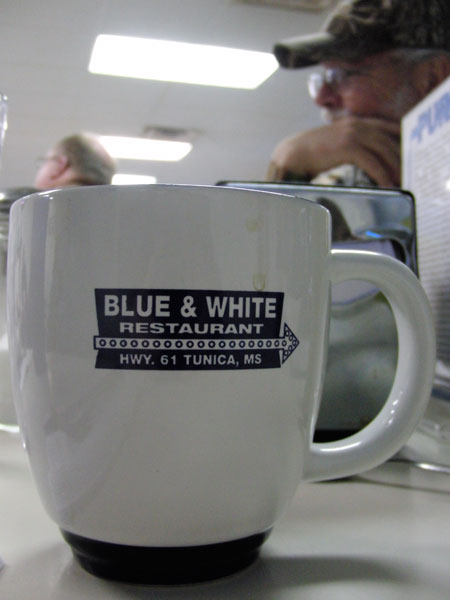 BLUE & WHITE
RESTAURANT
HWY. 61 TUNICA, MS